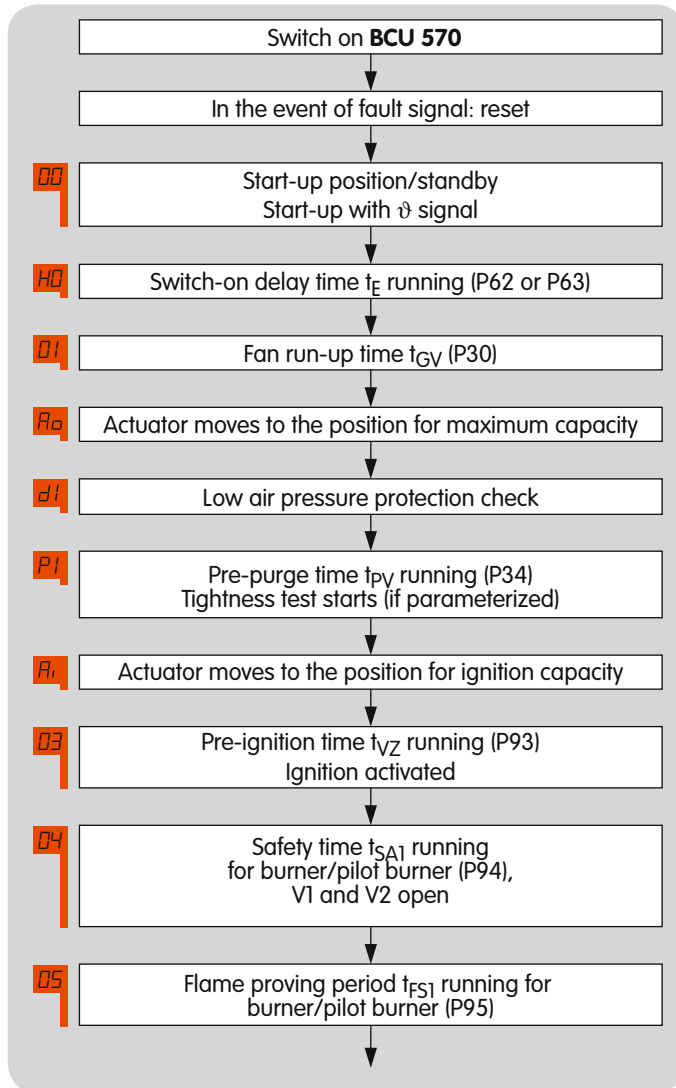 Switch on BCU 570
In the event of fault signal: reset
00
Start-up position/standby
Start-up with ϑ signal
H0
Switch-on delay time tE running (P62 or P63)
01
Fan run-up time tGV (P30)
Ao
Actuator moves to the position for maximum capacity
d1
Low air pressure protection check
P1
Pre-purge time tPV running (P34)
Tightness test starts (if parameterized)
Ai
Actuator moves to the position for ignition capacity
03
Pre-ignition time tVZ running (P93)
Ignition activated
04
Safety time tSA1 running
for burner/pilot burner (P94),
V1 and V2 open
05
Flame proving period tFS1 running for
burner/pilot burner (P95)